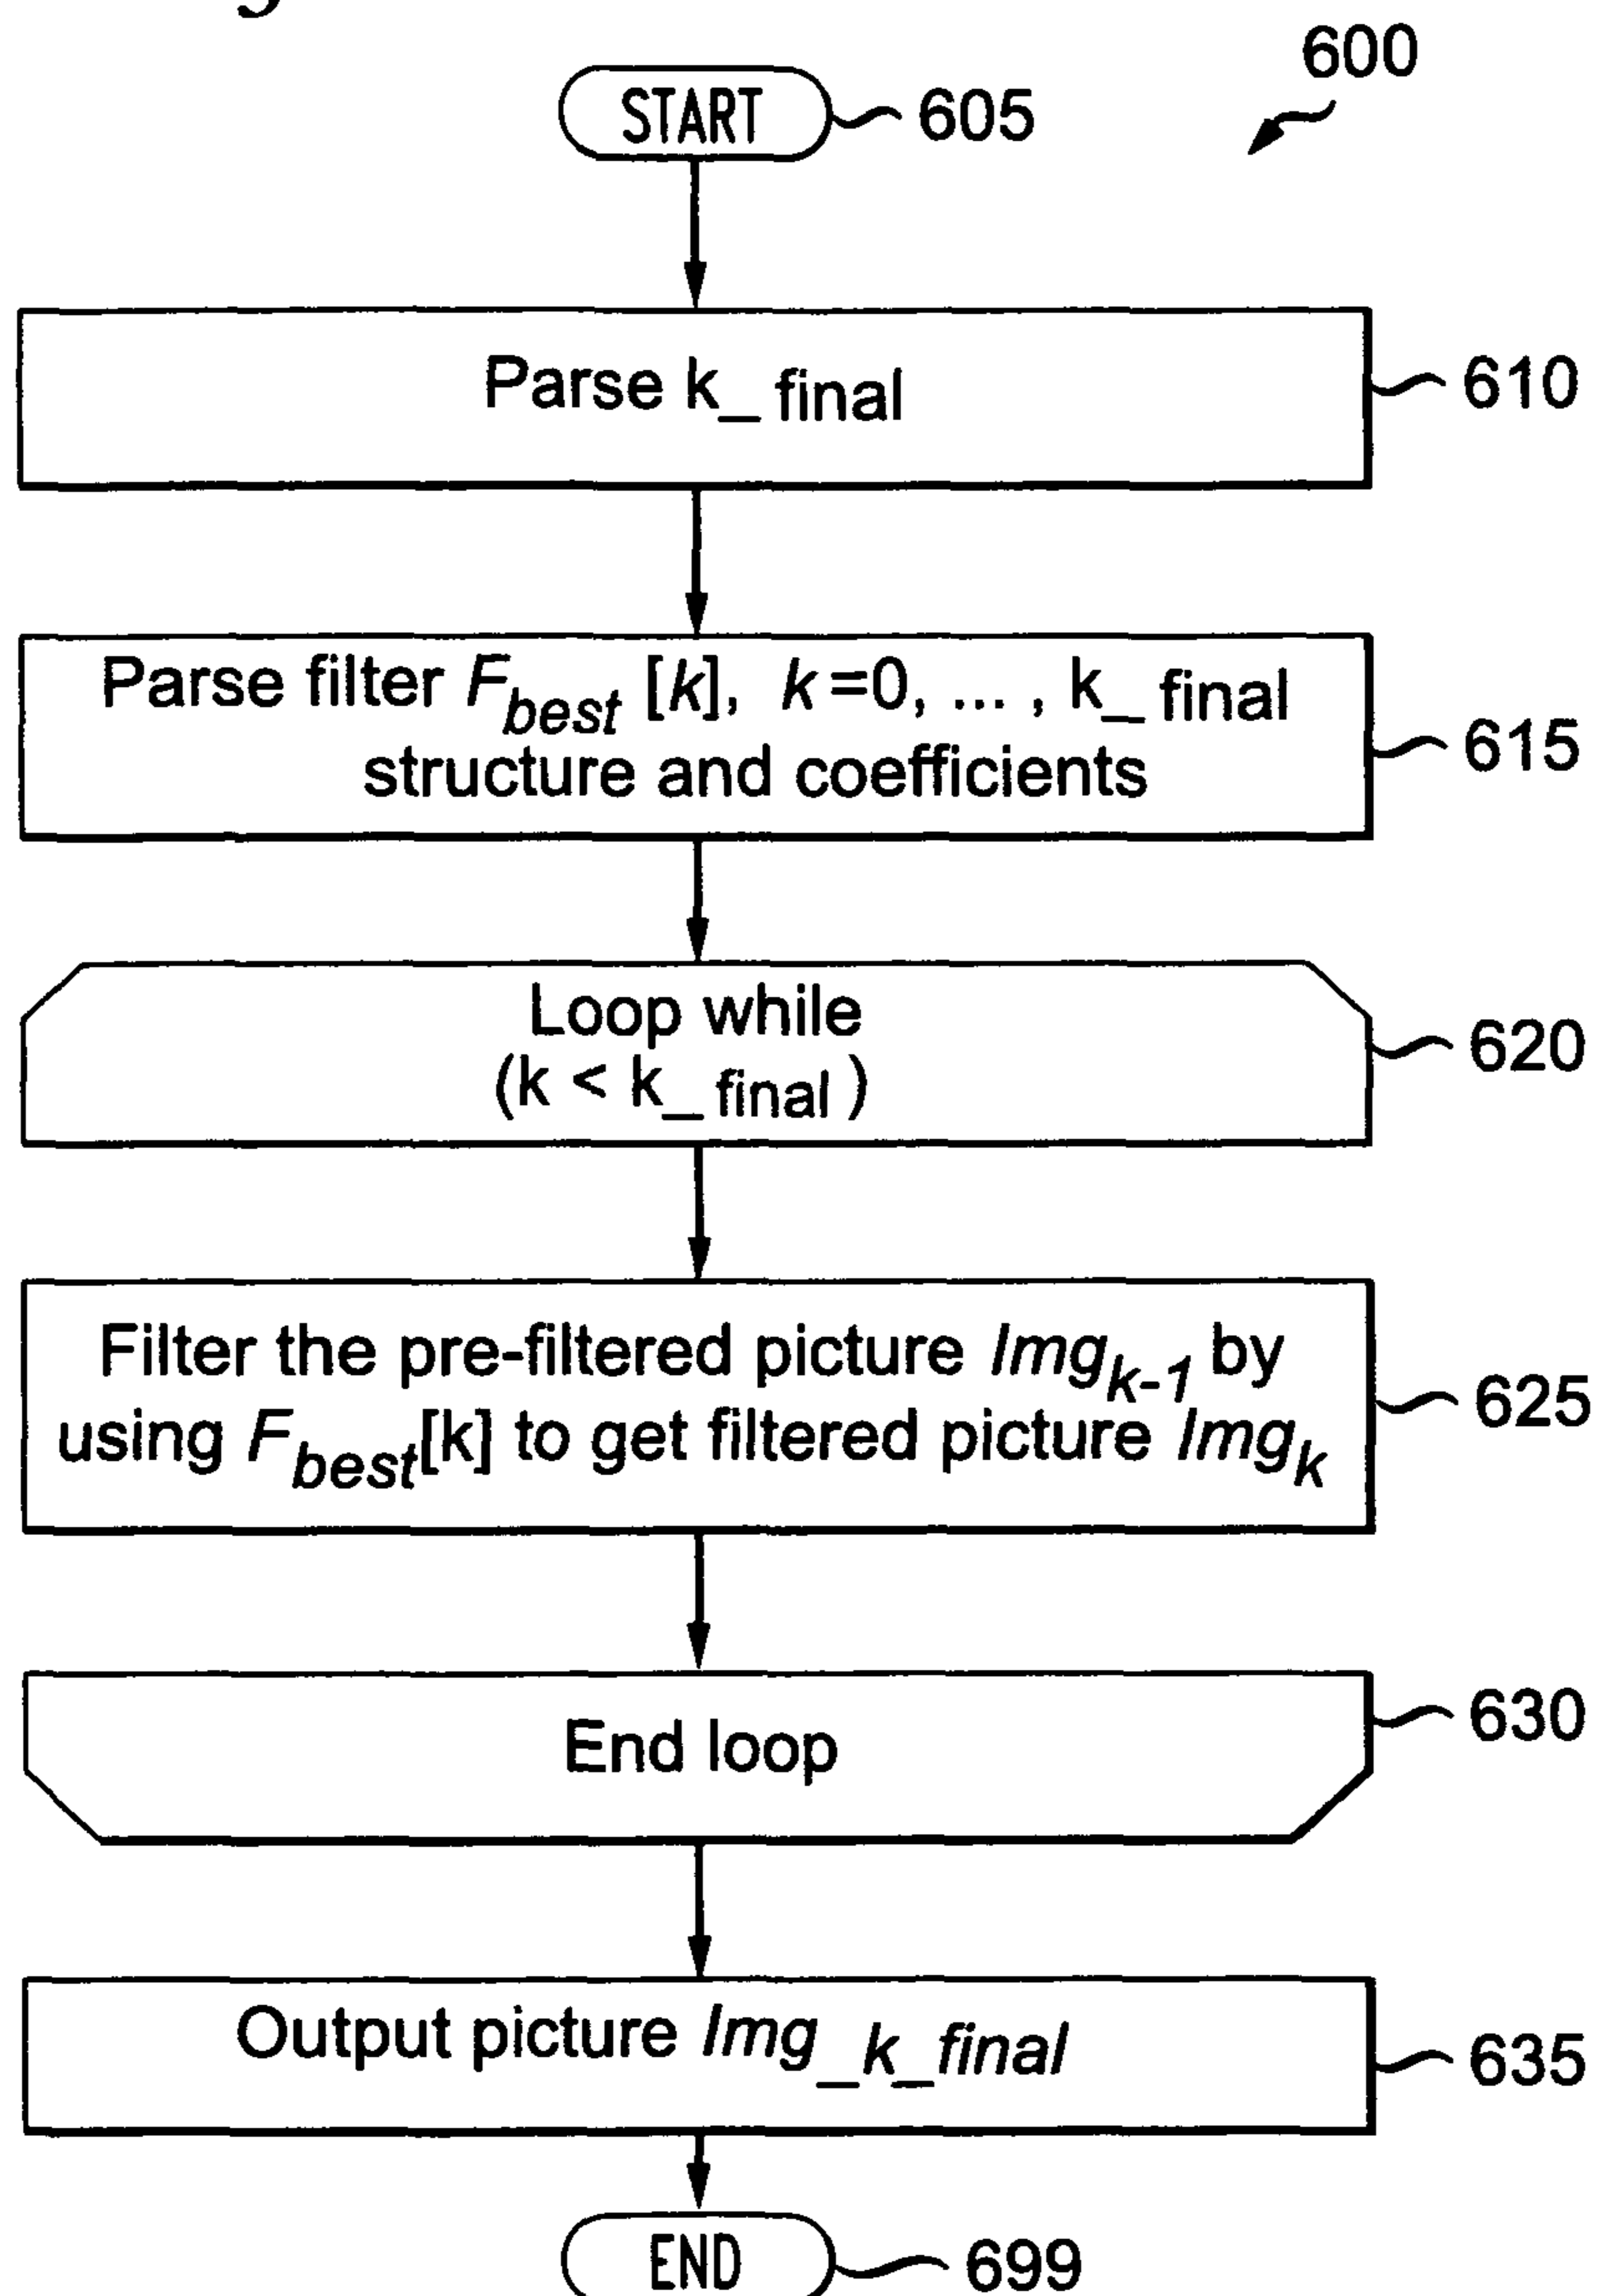 600
START 605
Parse k_final 610
Parse filter F_best [k], k=0, ... , k_final
structure and coefficients 615
Loop while
(k < k_final) 620
Filter the pre-filtered picture Img_k-1 by
using F_best[k] to get filtered picture Img_k 625
End loop 630
Output picture Img_k_final 635
END 699